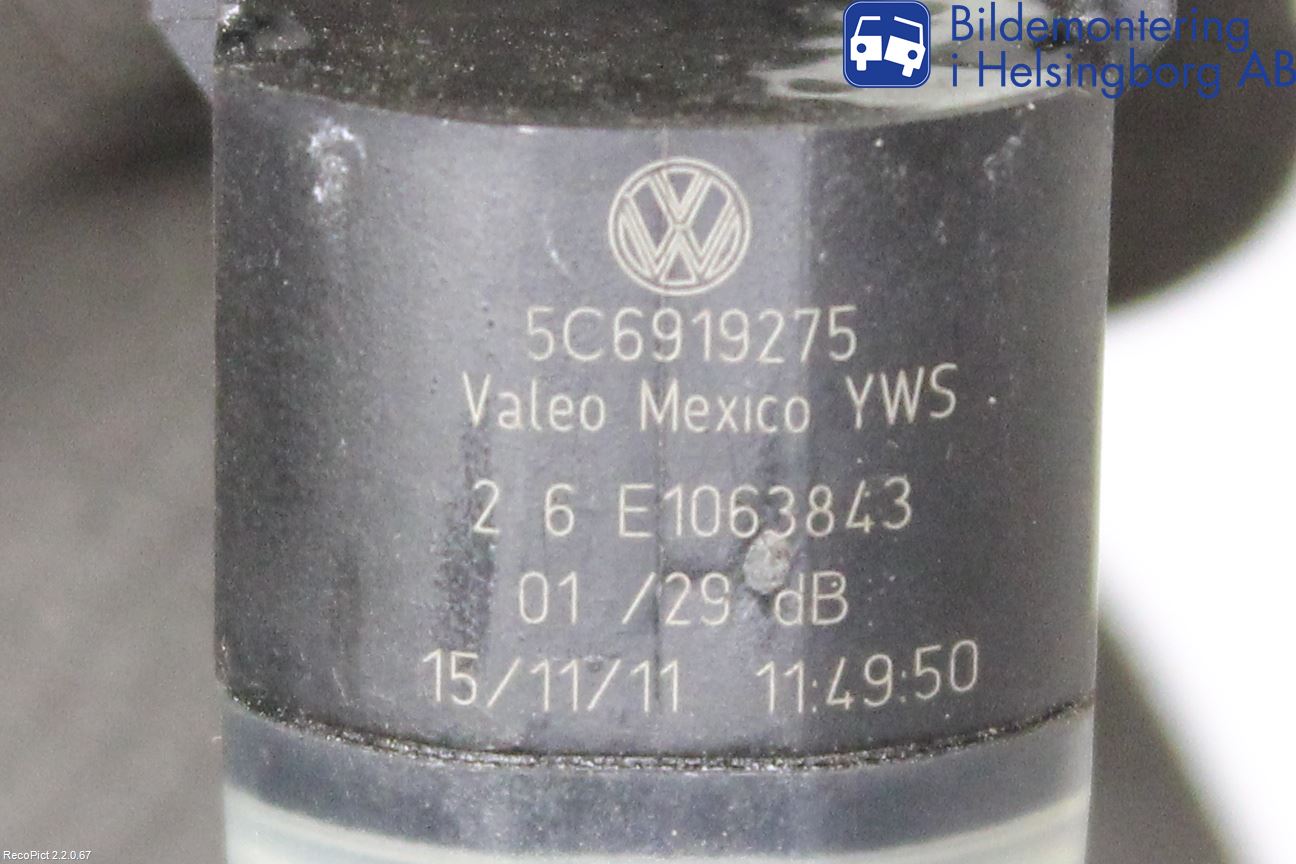 Bildemontering
i Helsingborg AB
5C6919275
Valeo Mexico YWS
2 6 E1063843
01 /29 dB
15/11/11 11:49:50
RecoPict 2.2.0.67